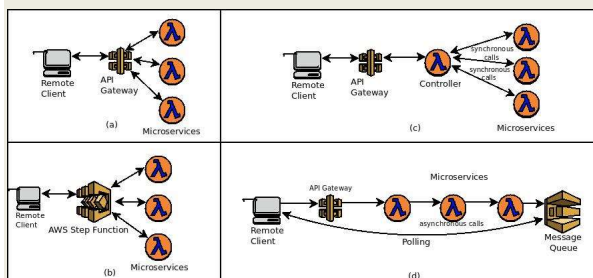 Remote
Client
API
Gateway
Microservices
(a)
Remote
Client
API
Gateway
Controller
synchronous
calls
synchronous
calls
Microservices
(c)
Remote
Client
AWS Step Function
Microservices
(b)
Remote
Client
API Gateway
Microservices
asynchronous calls
Polling
Message
Queue
(d)